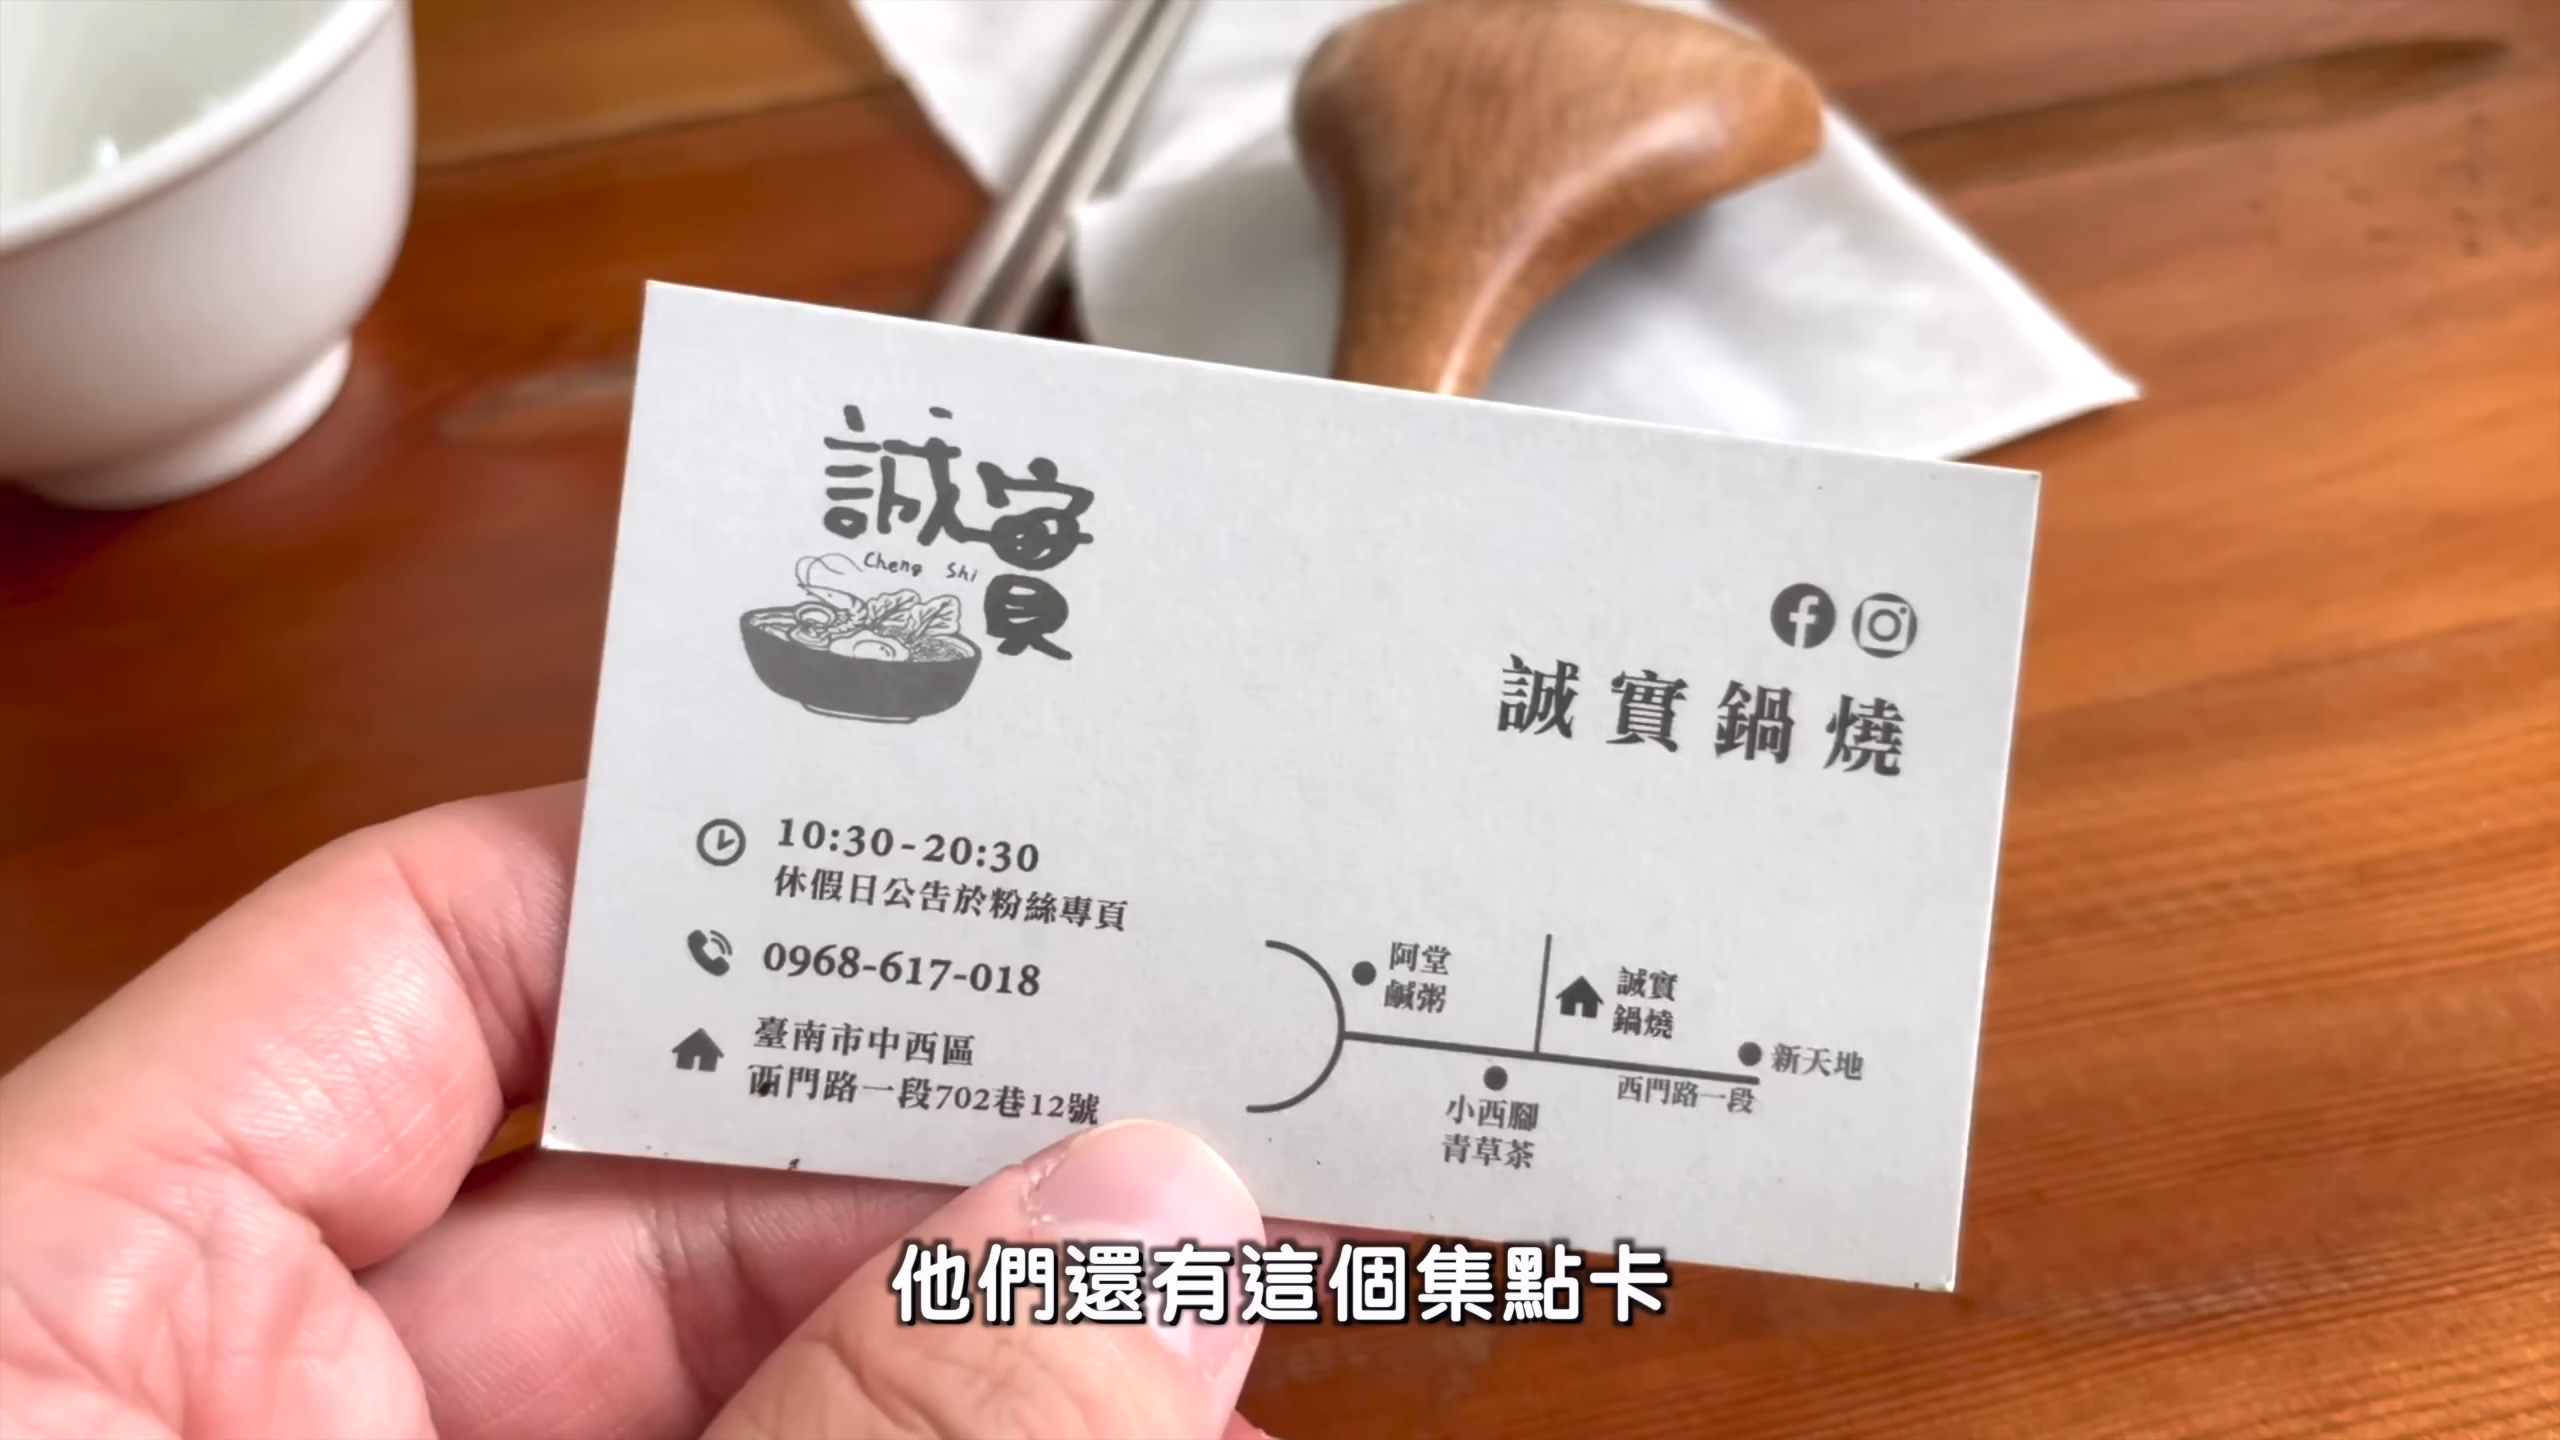 誠實
Cheng Shi
誠實鍋燒
10:30-20:30
休假日公告於粉絲專頁
0968-617-018
臺南市中西區
西門路一段702巷12號
阿堂
鹹粥
誠實
鍋燒
新天地
西門路一段
小西腳
青草茶
他們還有這個集點卡